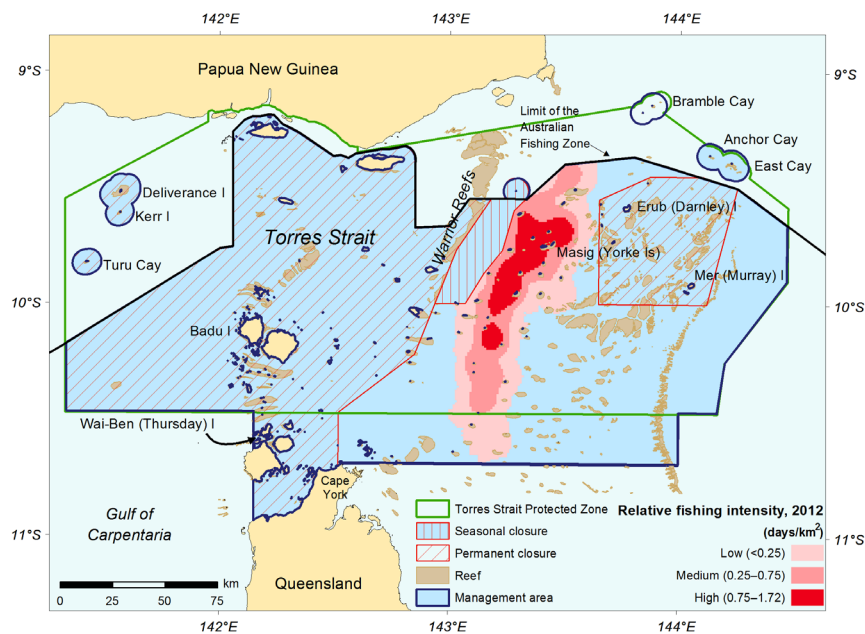 142°E
143°E
144°E
9°S
9°S
Papua New Guinea
Bramble Cay
Limit of the
Australian
Fishing Zone
Anchor Cay
East Cay
Deliverance I
Kerr I
Warrior Reefs
Erub (Darnley) I
Torres Strait
Masig (Yorke Is)
Turu Cay
Mer (Murray) I
10°S
10°S
Badu I
Wai-Ben (Thursday) I
Cape
York
Gulf of
Carpentaria
Queensland
11°S
11°S
Torres Strait Protected Zone
Seasonal closure
Permanent closure
Reef
Management area
Relative fishing intensity, 2012
(days/km²)
Low (<0.25)
Medium (0.25–0.75)
High (0.75–1.72)
km
0 25 50 75
142°E
143°E
144°E